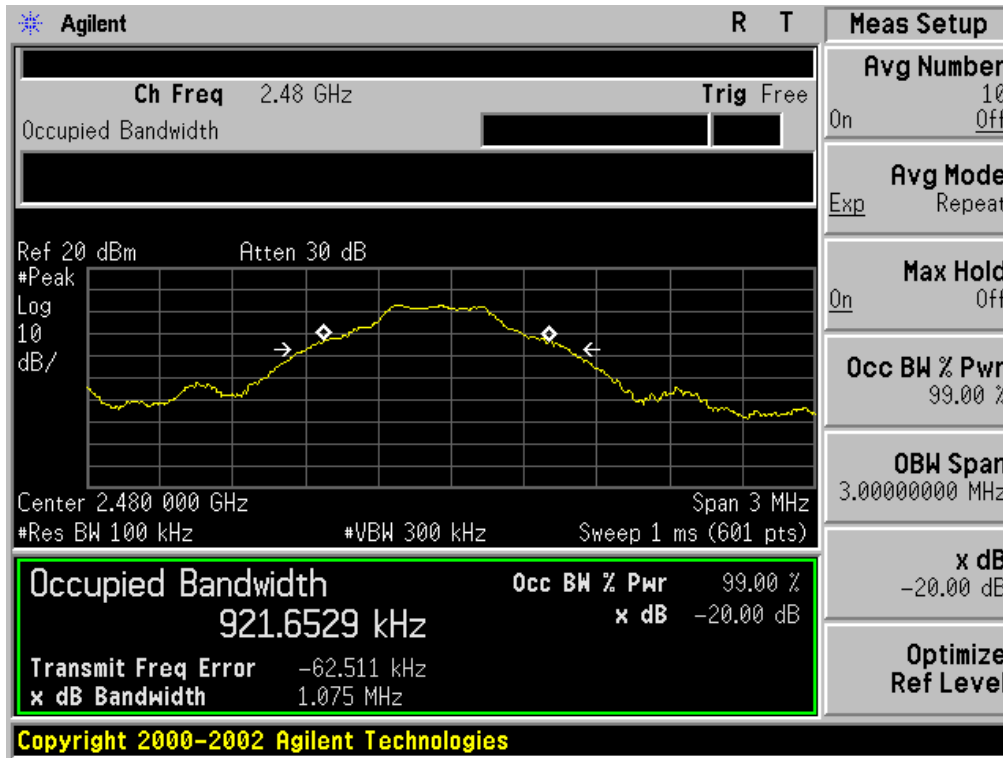 Agilent R T
Ch Freq 2.48 GHz Trig Free
Occupied Bandwidth
Ref 20 dBm Atten 30 dB
#Peak
Log
10
dB/
Center 2.480 000 GHz Span 3 MHz
#Res BW 100 kHz #VBW 300 kHz Sweep 1 ms (601 pts)
Occupied Bandwidth
921.6529 kHz
Occ BW % Pwr 99.00 %
x dB -20.00 dB
Transmit Freq Error -62.511 kHz
x dB Bandwidth 1.075 MHz
Copyright 2000-2002 Agilent Technologies
Meas Setup
Avg Number
10
On Off
Avg Mode
Exp Repeat
Max Hold
On Off
Occ BW % Pwr
99.00 %
OBW Span
3.00000000 MHz
x dB
-20.00 dB
Optimize
Ref Level